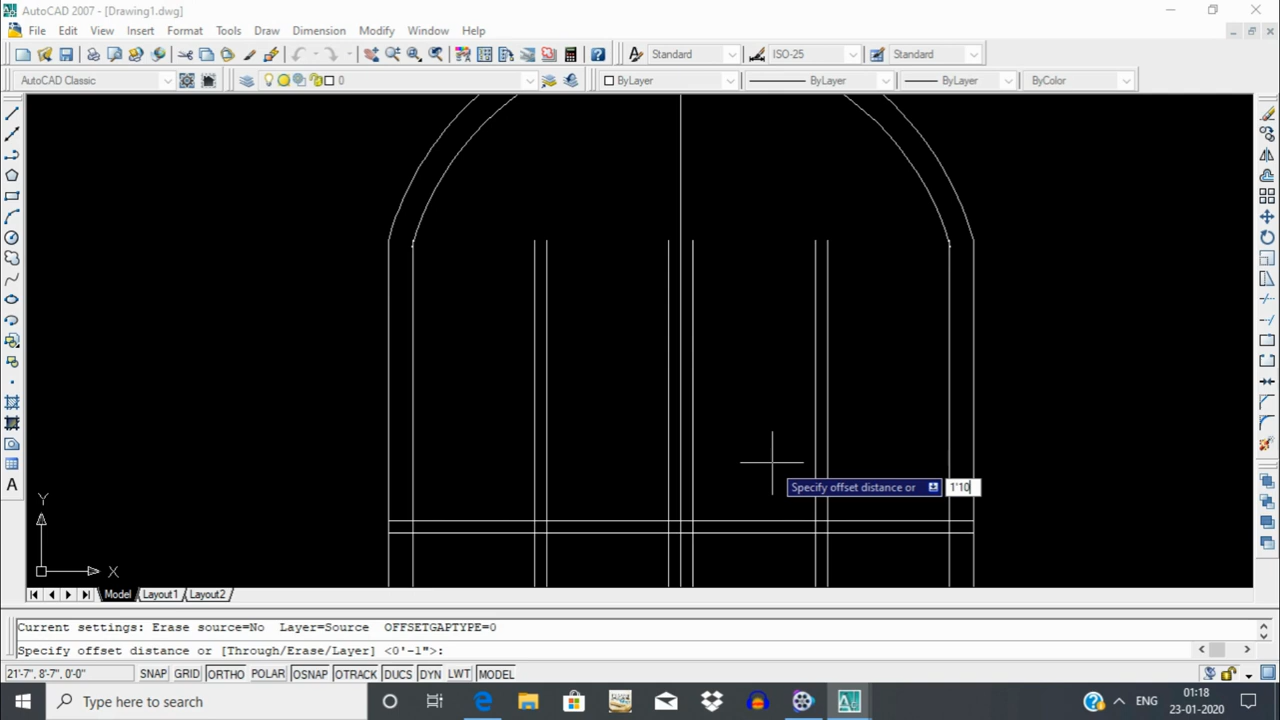 AutoCAD 2007 - [Drawing1.dwg]
File Edit View Insert Format Tools Draw Dimension Modify Window Help
Standard ISO-25 Standard
AutoCAD Classic 0 ByLayer ByLayer ByLayer ByColor
Specify offset distance or 1'10
Y
X
Model Layout1 Layout2
Current settings: Erase source=No Layer=Source OFFSETGAPTYPE=0
Specify offset distance or [Through/Erase/Layer] <0'-1">:
21'-7", 8'-7", 0'-0" SNAP GRID ORTHO POLAR OSNAP OTRACK DUCS DYN LWT MODEL
Type here to search
ENG
01:18
23-01-2020
A